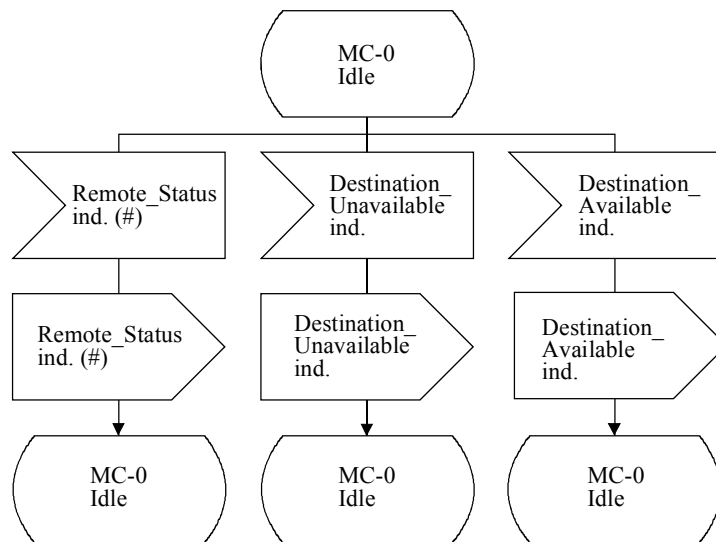 MC-0
Idle
Remote_Status
ind. (#)
Destination_
Unavailable
ind.
Destination_
Available
ind.
Remote_Status
ind. (#)
Destination_
Unavailable
ind.
Destination_
Available
ind.
MC-0
Idle
MC-0
Idle
MC-0
Idle